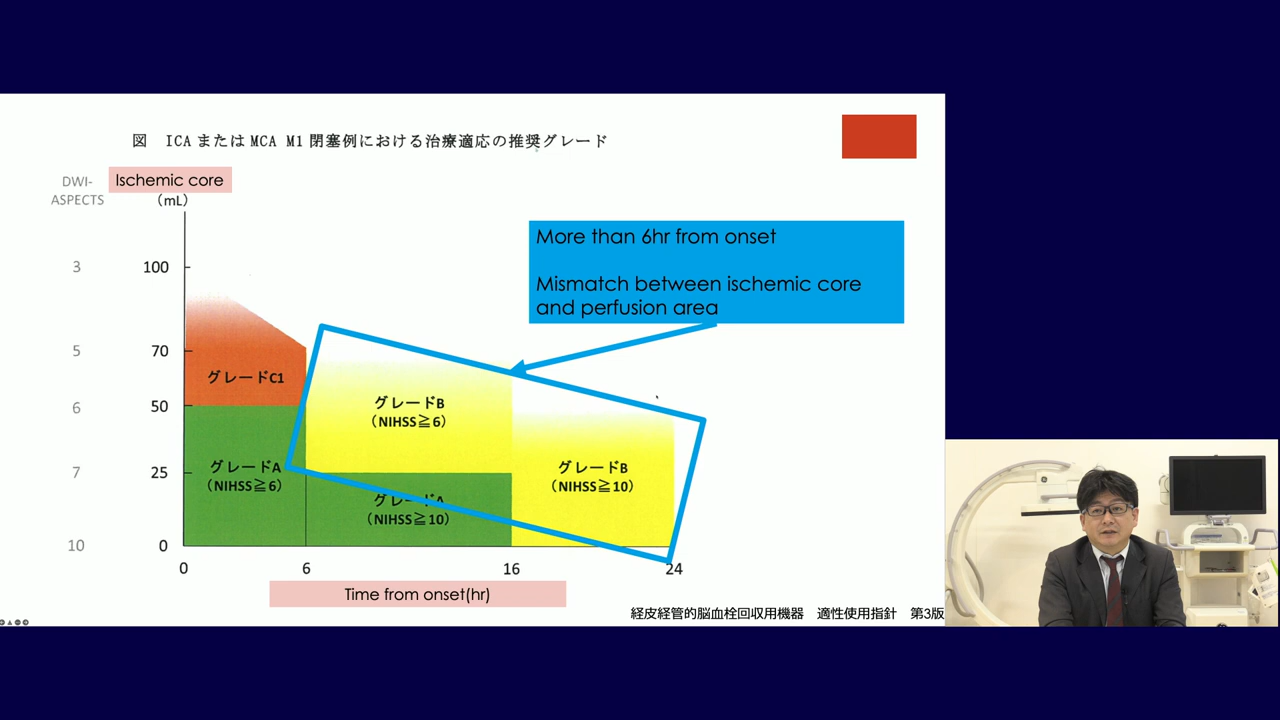 図 ICA または MCA M1 閉塞例における治療適応の推奨グレード
DWI-
ASPECTS
Ischemic core
(mL)
More than 6hr from onset
Mismatch between ischemic core
and perfusion area
3
100
5
70
グレードC1
6
50
グレードB
(NIHSS≧6)
7
25
グレードA
(NIHSS≧6)
グレードB
(NIHSS≧10)
グレードA
(NIHSS≧10)
10
0
0
6
16
24
Time from onset(hr)
経皮経管的脳血栓回収用機器 適性使用指針 第3版